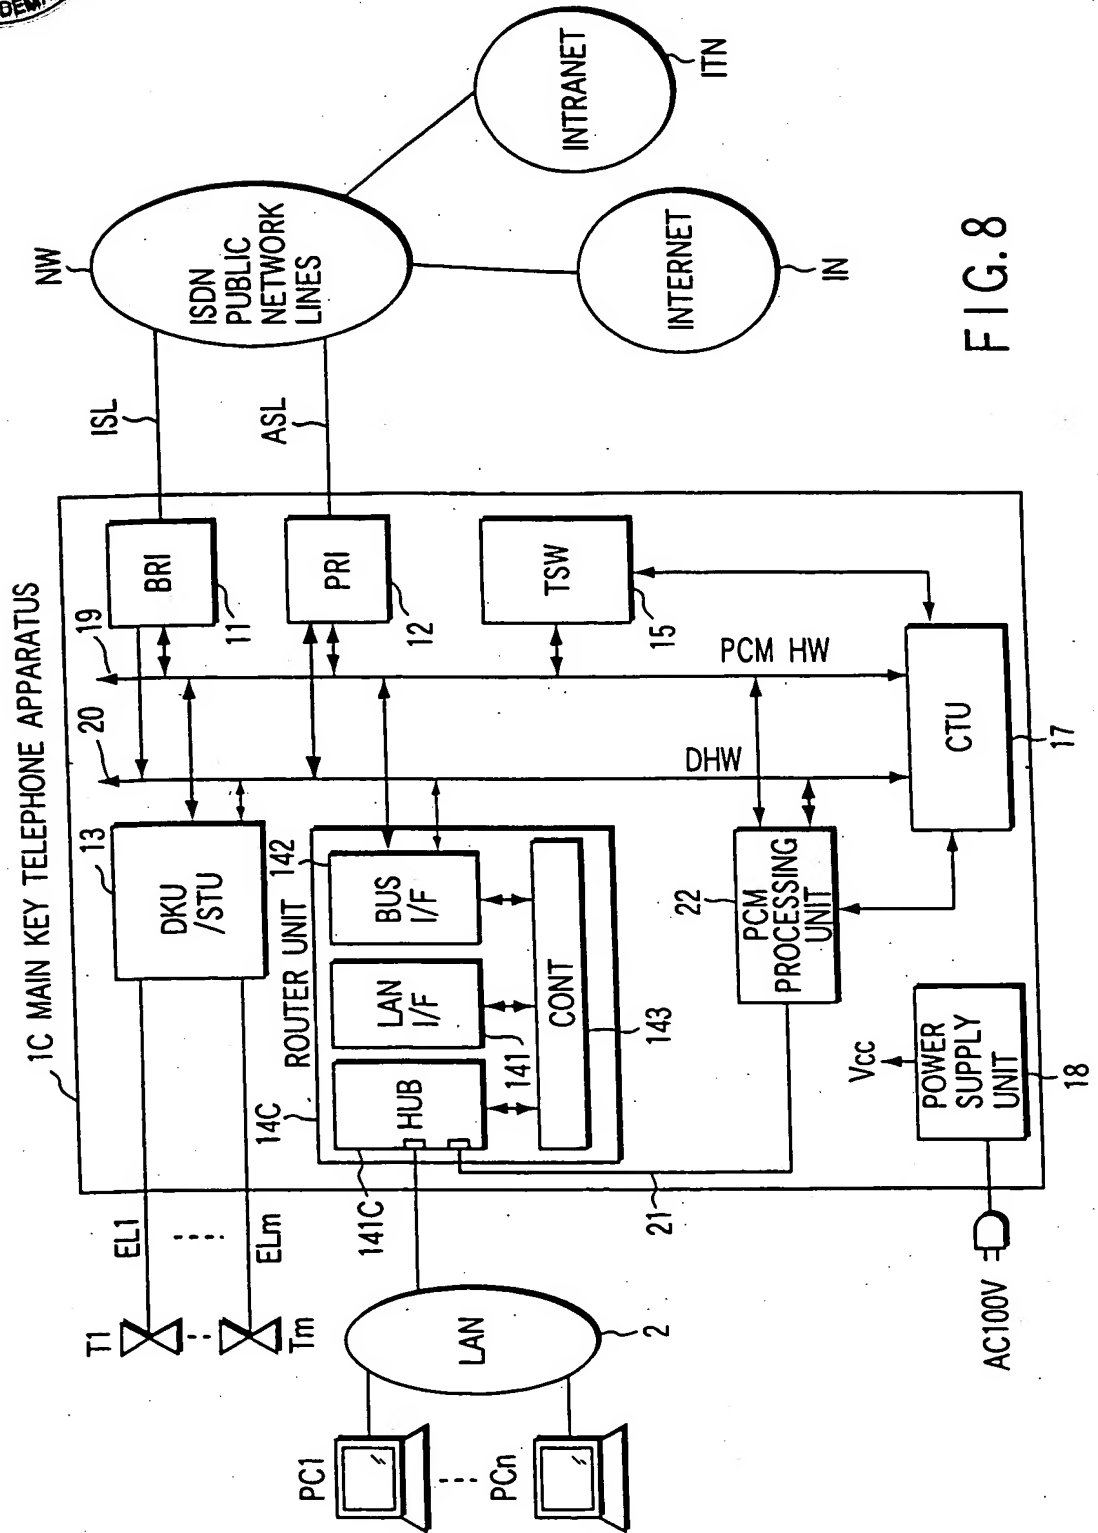 1C MAIN KEY TELEPHONE APPARATUS
NW
ISDN
PUBLIC
NETWORK
LINES
ISL
ASL
INTRANET
ITN
INTERNET
IN
19
20
BRI
11
PRI
12
TSW
15
PCM HW
DHW
CTU
17
13
DKU
/STU
EL1
ELm
T1
Tm
ROUTER UNIT
14C
142
BUS
I/F
LAN
I/F
141
HUB
141C
CONT
143
22
PCM
PROCESSING
UNIT
21
Vcc
POWER
SUPPLY
UNIT
18
AC100V
LAN
2
PC1
PCn
FIG. 8